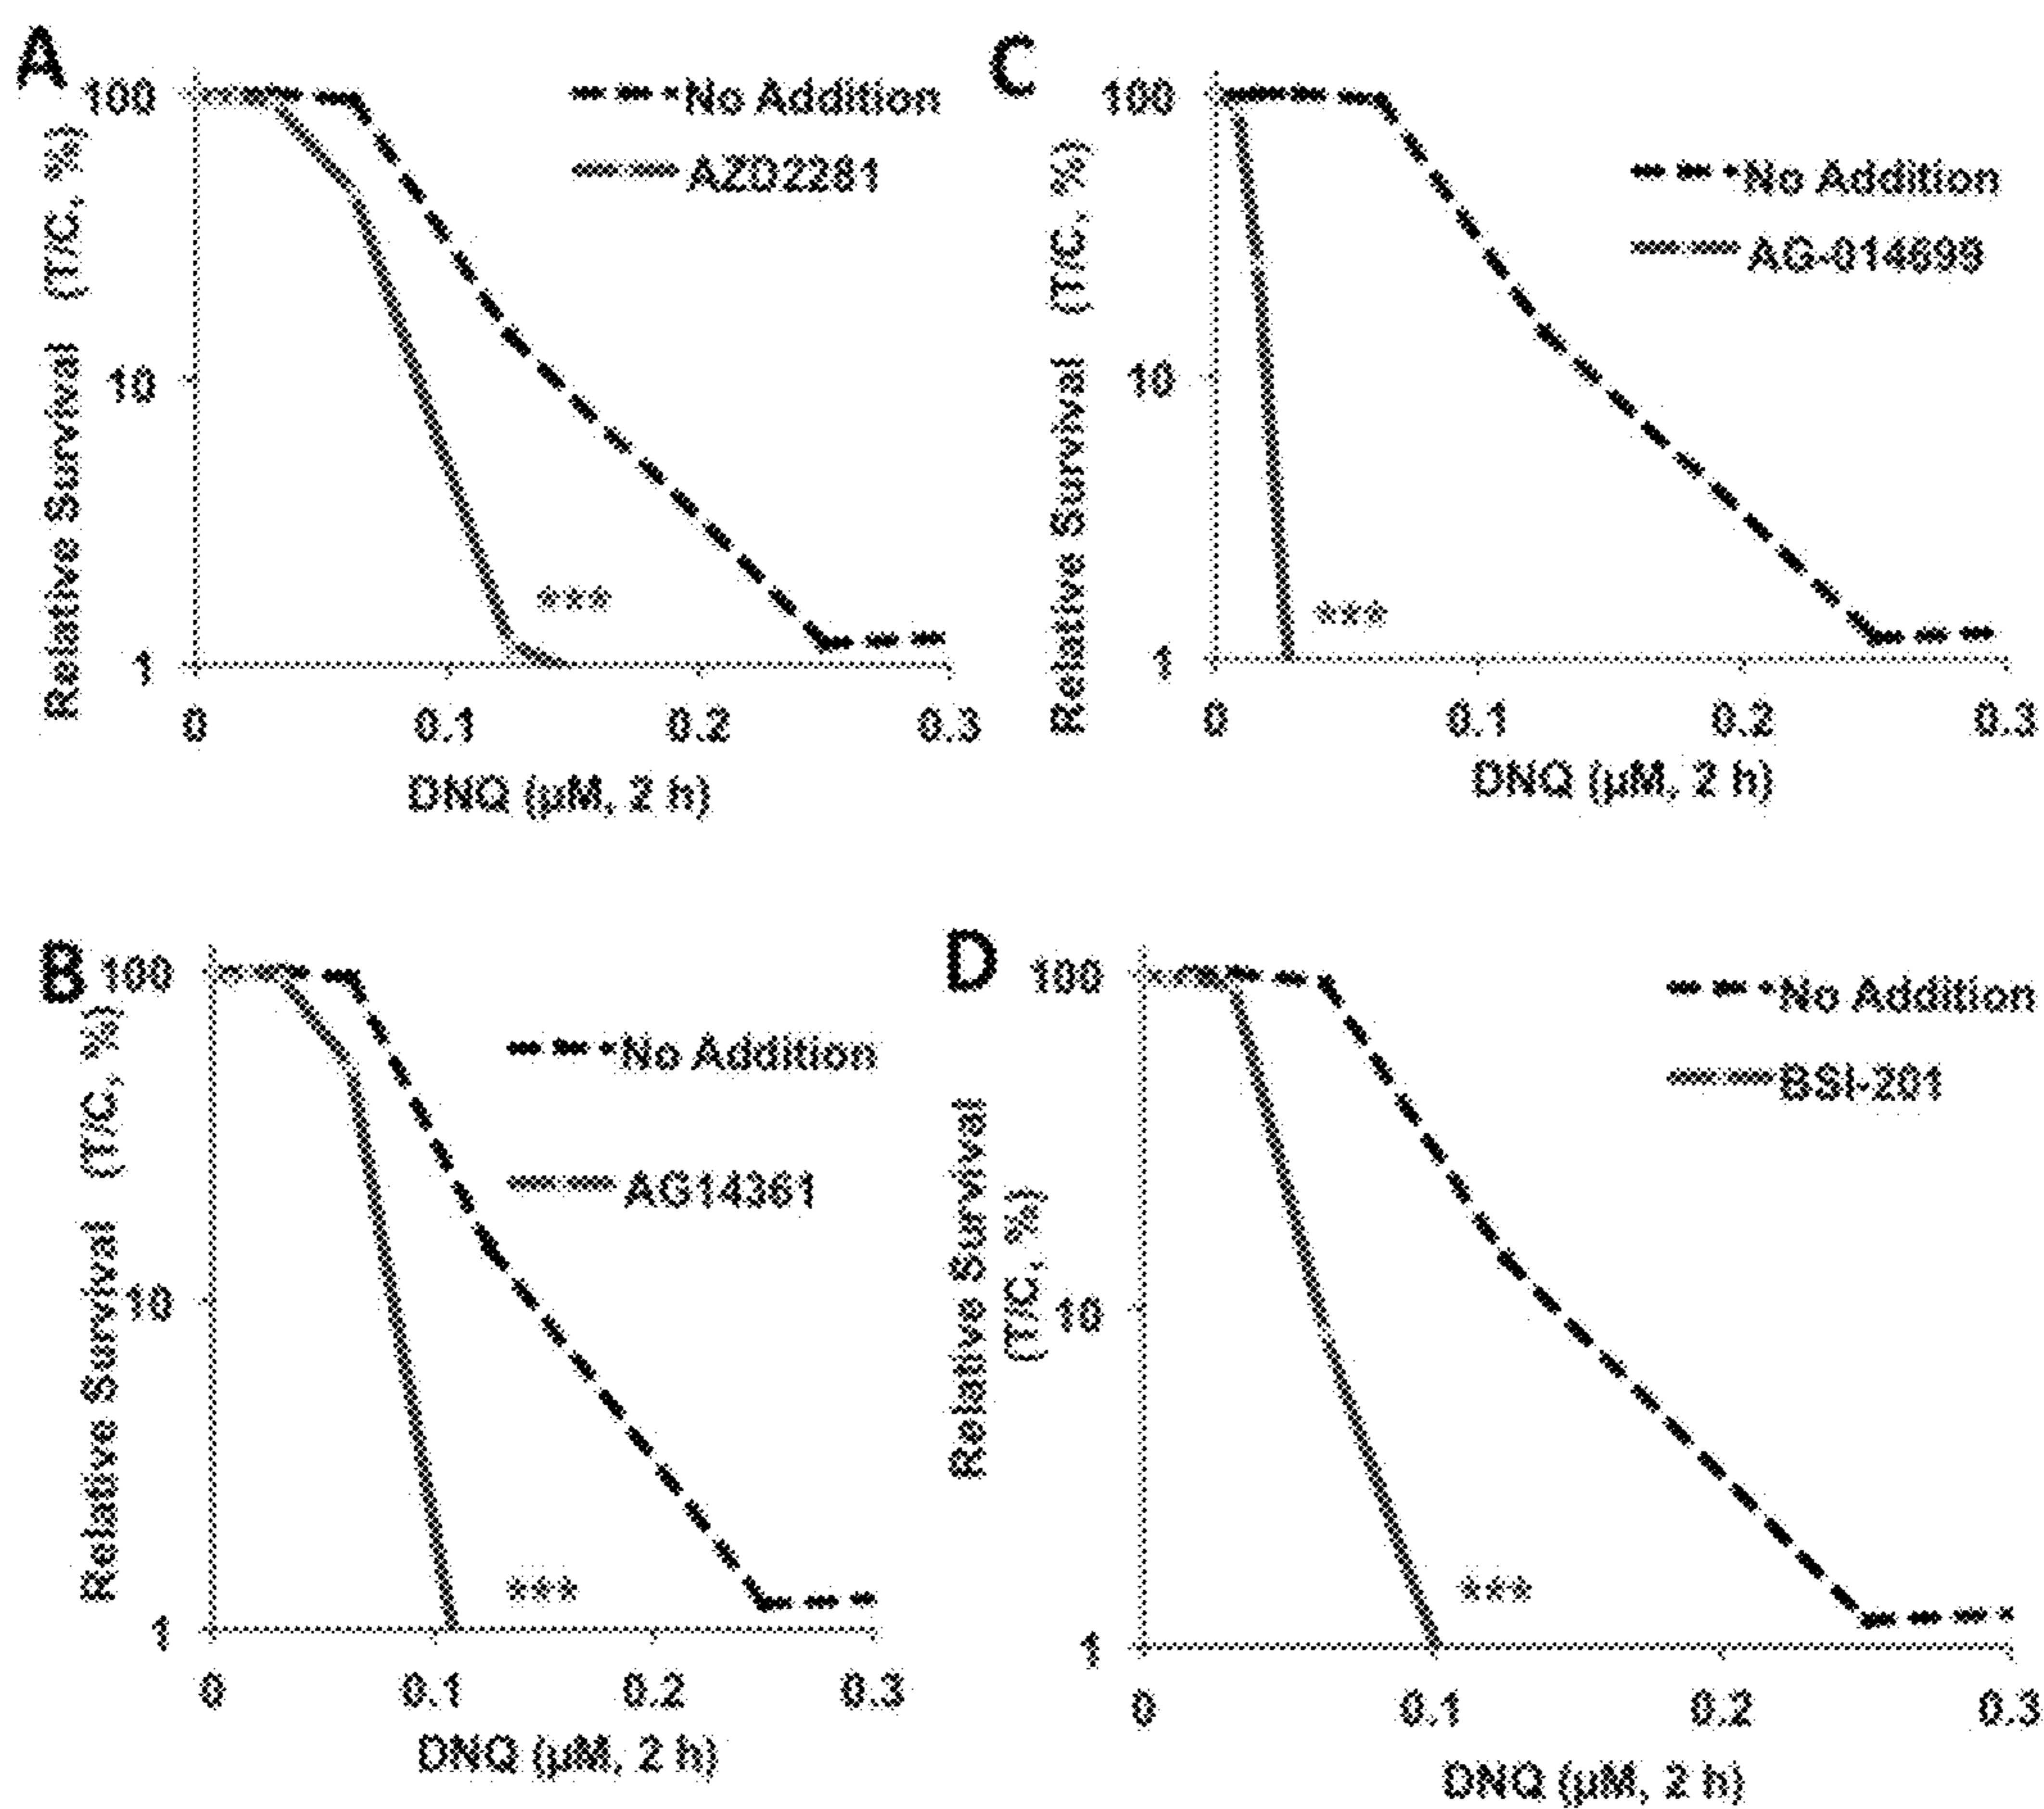 A
100
10
1
Relative Survival (T/C, %)
No Addition
AZD2281
***
0 0.1 0.2 0.3
DNQ (µM, 2 h)
C
100
10
1
Relative Survival (T/C, %)
No Addition
AG-014699
***
0 0.1 0.2 0.3
DNQ (µM, 2 h)
B
100
10
1
Relative Survival (T/C, %)
No Addition
AG14361
***
0 0.1 0.2 0.3
DNQ (µM, 2 h)
D
100
10
1
Relative Survival
(T/C, %)
No Addition
BSI-201
***
0 0.1 0.2 0.3
DNQ (µM, 2 h)